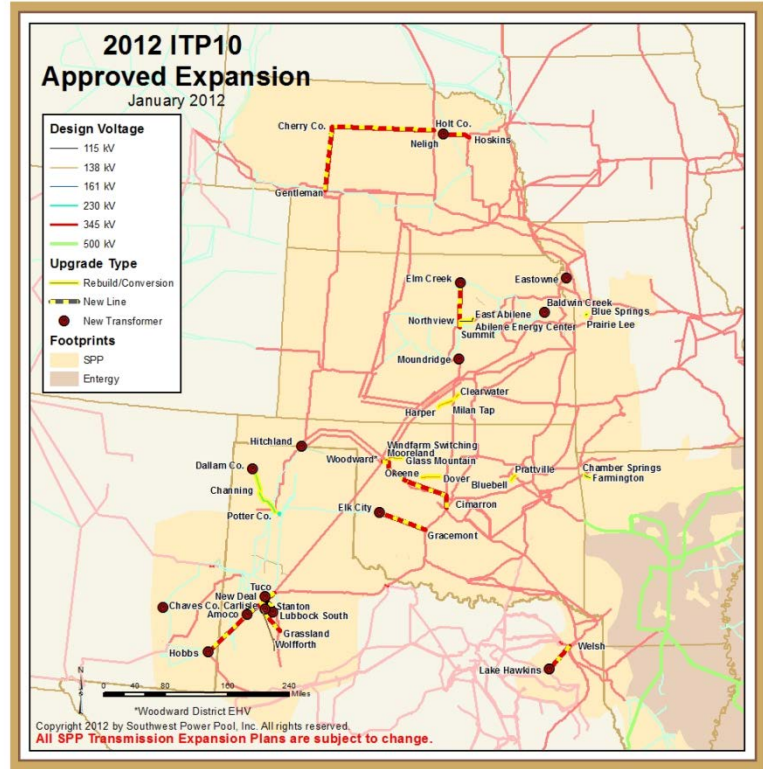 2012 ITP10
Approved Expansion
January 2012
Design Voltage
115 kV
138 kV
161 kV
230 kV
345 kV
500 kV
Upgrade Type
Rebuild/Conversion
New Line
New Transformer
Footprints
SPP
Entergy
Cherry Co.
Holt Co.
Neligh
Hoskins
Gentleman
Elm Creek
Eastowne
Baldwin Creek
Northview
East Abilene
Blue Springs
Abilene Energy Center
Prairie Lee
Summit
Moundridge
Clearwater
Harper
Milan Tap
Hitchland
Windfarm Switching
Mooreland
Woodward*
Glass Mountain
Dallam Co.
Okeene
Dover
Prattville
Chamber Springs
Bluebell
Farmington
Channing
Elk City
Cimarron
Potter Co.
Gracemont
Tuco
New Deal
Chaves Co.
Carlisle
Stanton
Amoco
Lubbock South
Grassland
Wolfforth
Hobbs
Welsh
Lake Hawkins
N
S
0 40 80 160 240
Miles
*Woodward District EHV
Copyright 2012 by Southwest Power Pool, Inc. All rights reserved.
All SPP Transmission Expansion Plans are subject to change.